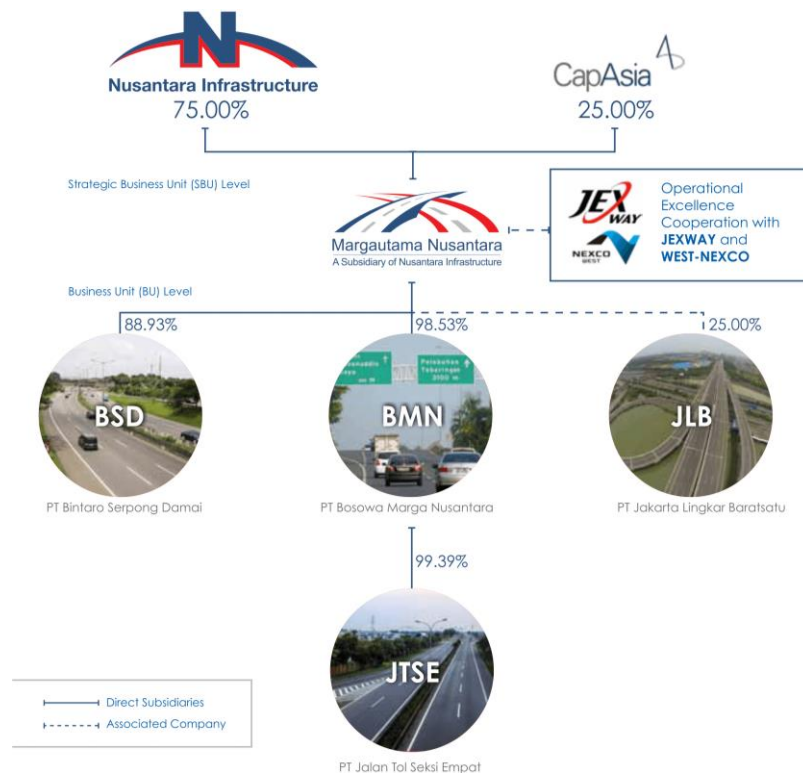 N
Nusantara Infrastructure
75.00%
CapAsia
25.00%
Strategic Business Unit (SBU) Level
Margautama Nusantara
A Subsidiary of Nusantara Infrastructure
JEX
WAY
NEXCO
WEST
Operational
Excellence
Cooperation with
JEXWAY and
WEST-NEXCO
Business Unit (BU) Level
88.93%
98.53%
25.00%
BSD
Pelabuhan
3100 m
BMN
JLB
PT Bintaro Serpong Damai
PT Bosowa Marga Nusantara
PT Jakarta Lingkar Baratsatu
99.39%
JTSE
PT Jalan Tol Seksi Empat
Direct Subsidiaries
Associated Company